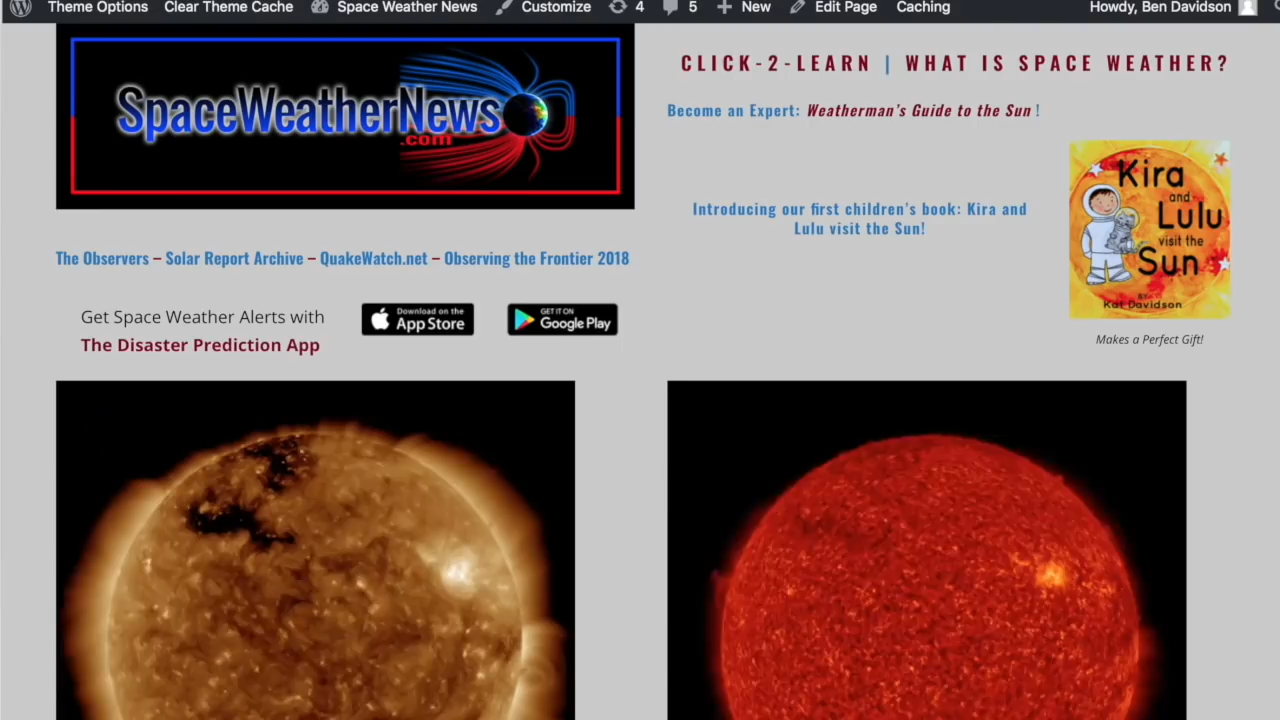 Theme Options Clear Theme Cache Space Weather News Customize 4 5 New Edit Page Caching Howdy, Ben Davidson
SpaceWeatherNews
.com
CLICK-2-LEARN | WHAT IS SPACE WEATHER?
Become an Expert: Weatherman's Guide to the Sun !
Introducing our first children's book: Kira and
Lulu visit the Sun!
Kira
and
Lulu
visit the
Sun
BY
Kat Davidson
Makes a Perfect Gift!
The Observers – Solar Report Archive – QuakeWatch.net – Observing the Frontier 2018
Get Space Weather Alerts with
The Disaster Prediction App
Download on the
App Store
GET IT ON
Google Play